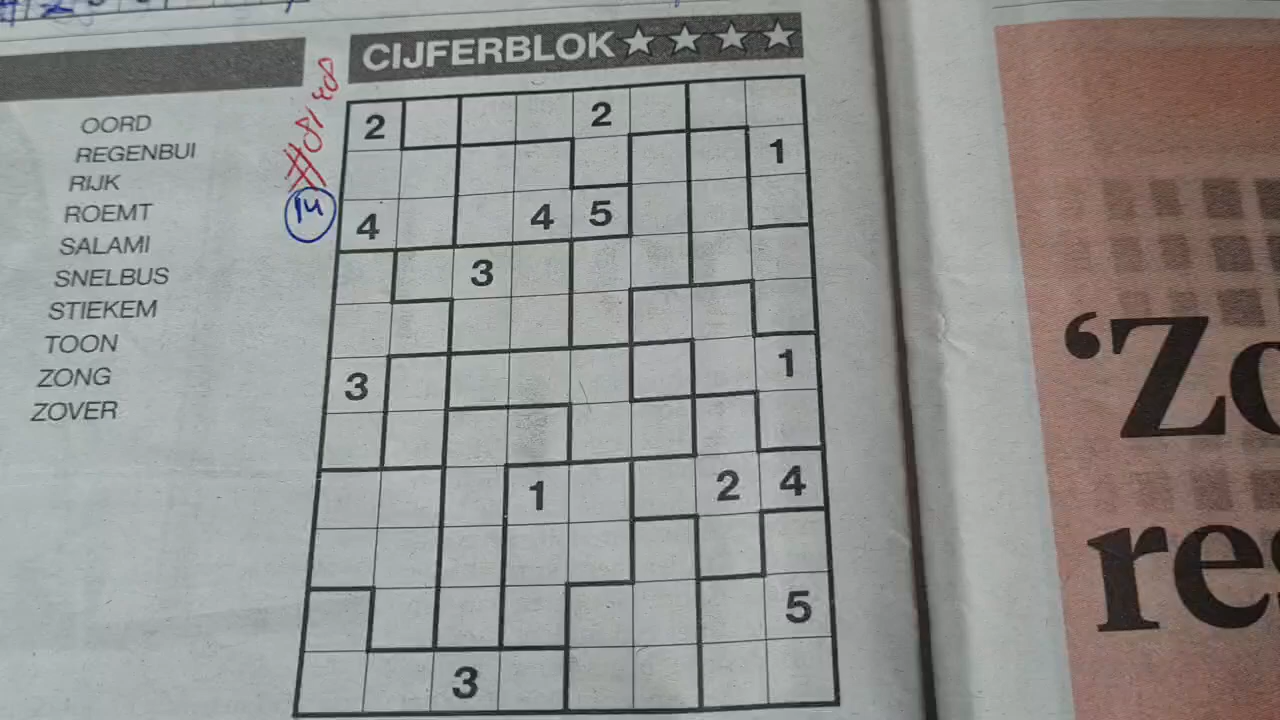 CIJFERBLOK
OORD
REGENBUI
RIJK
ROEMT
SALAMI
SNELBUS
STIEKEM
TOON
ZONG
ZOVER
14
2 2
1
4 4 5
3
3 1
1 2 4
5
3
‘Zo
res